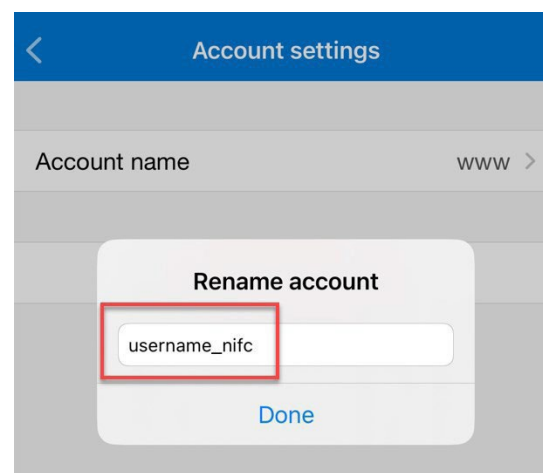 Account settings
Account name www
Rename account
username_nifc
Done